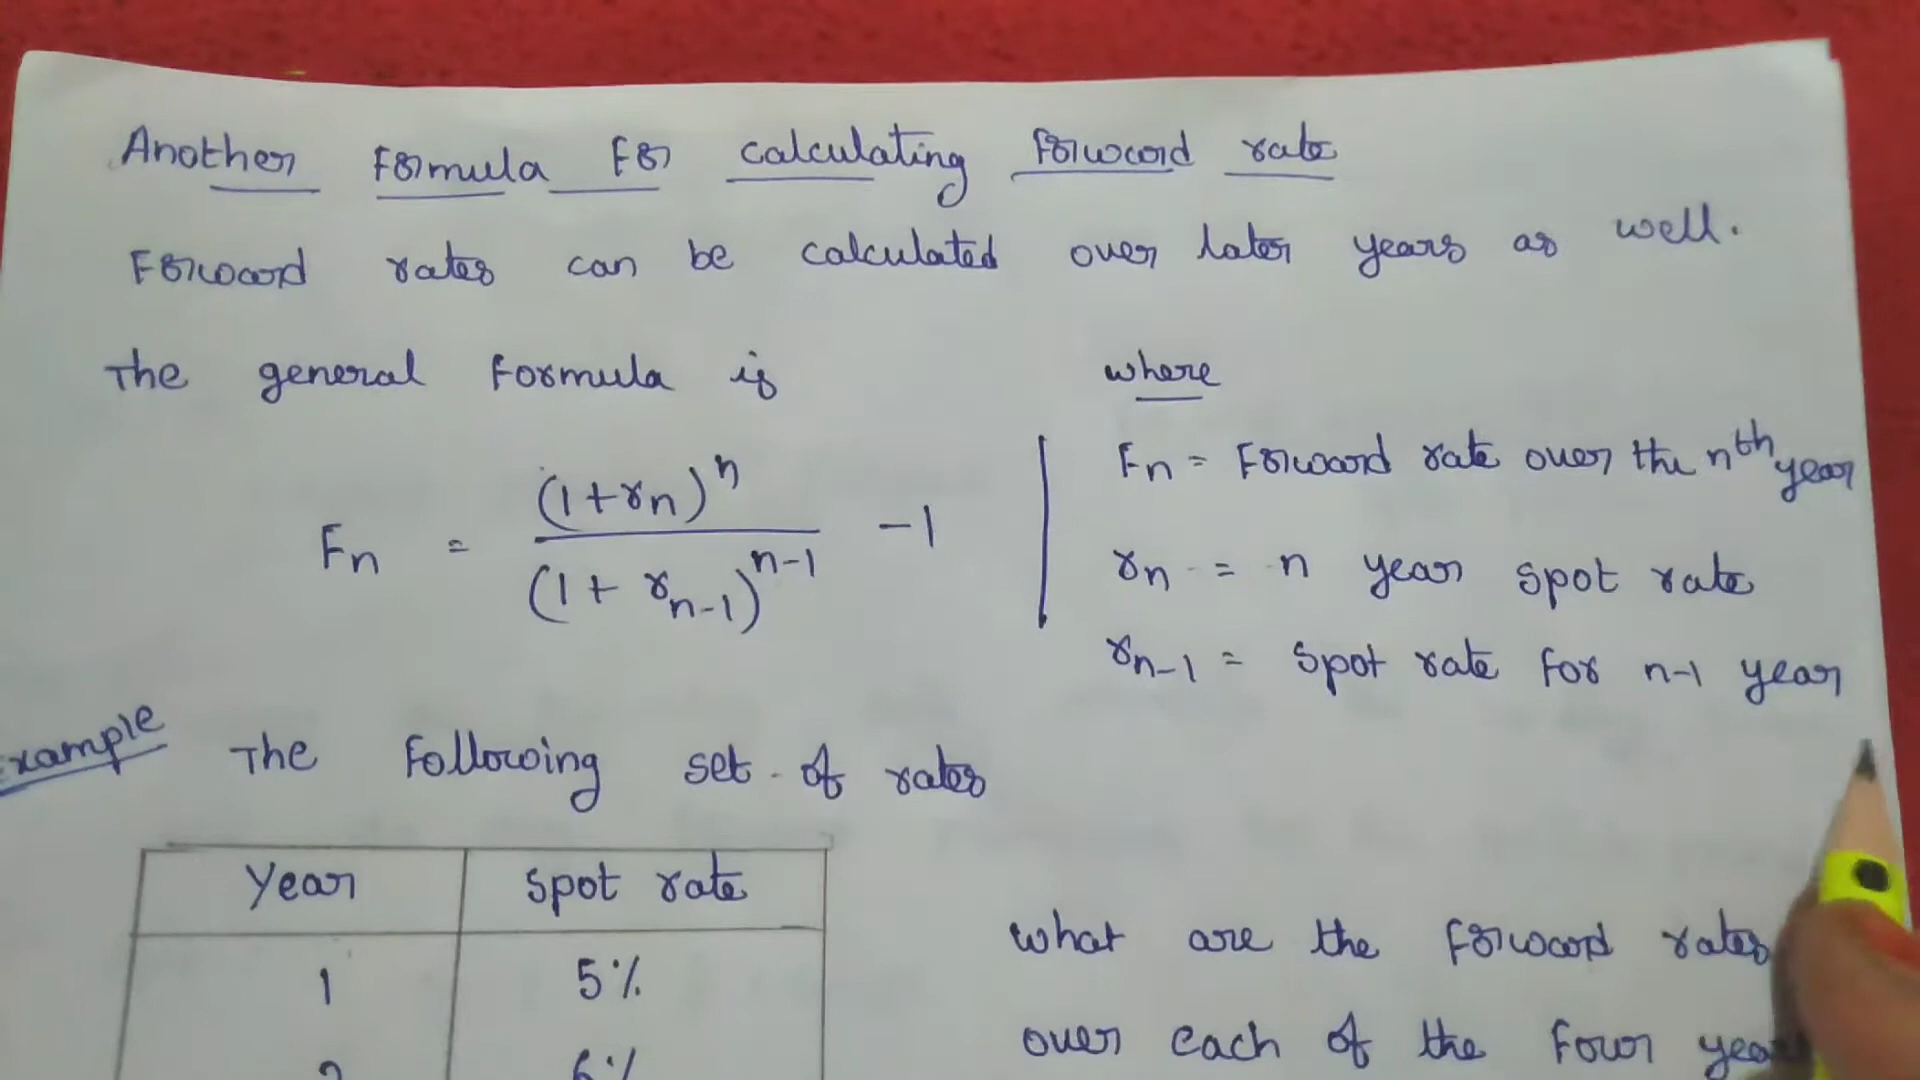 Another Formula For calculating Forward rate
Forward rates can be calculated over later years as well.
The general formula is
Fn = (1+rn)^n / (1+ r_{n-1})^{n-1} -1
where
Fn = Forward rate over the nth year
rn = n year spot rate
rn-1 = Spot rate for n-1 year
The following set of rates
Year Spot rate
1 5%
6%
What are the forward rates
over each of the four